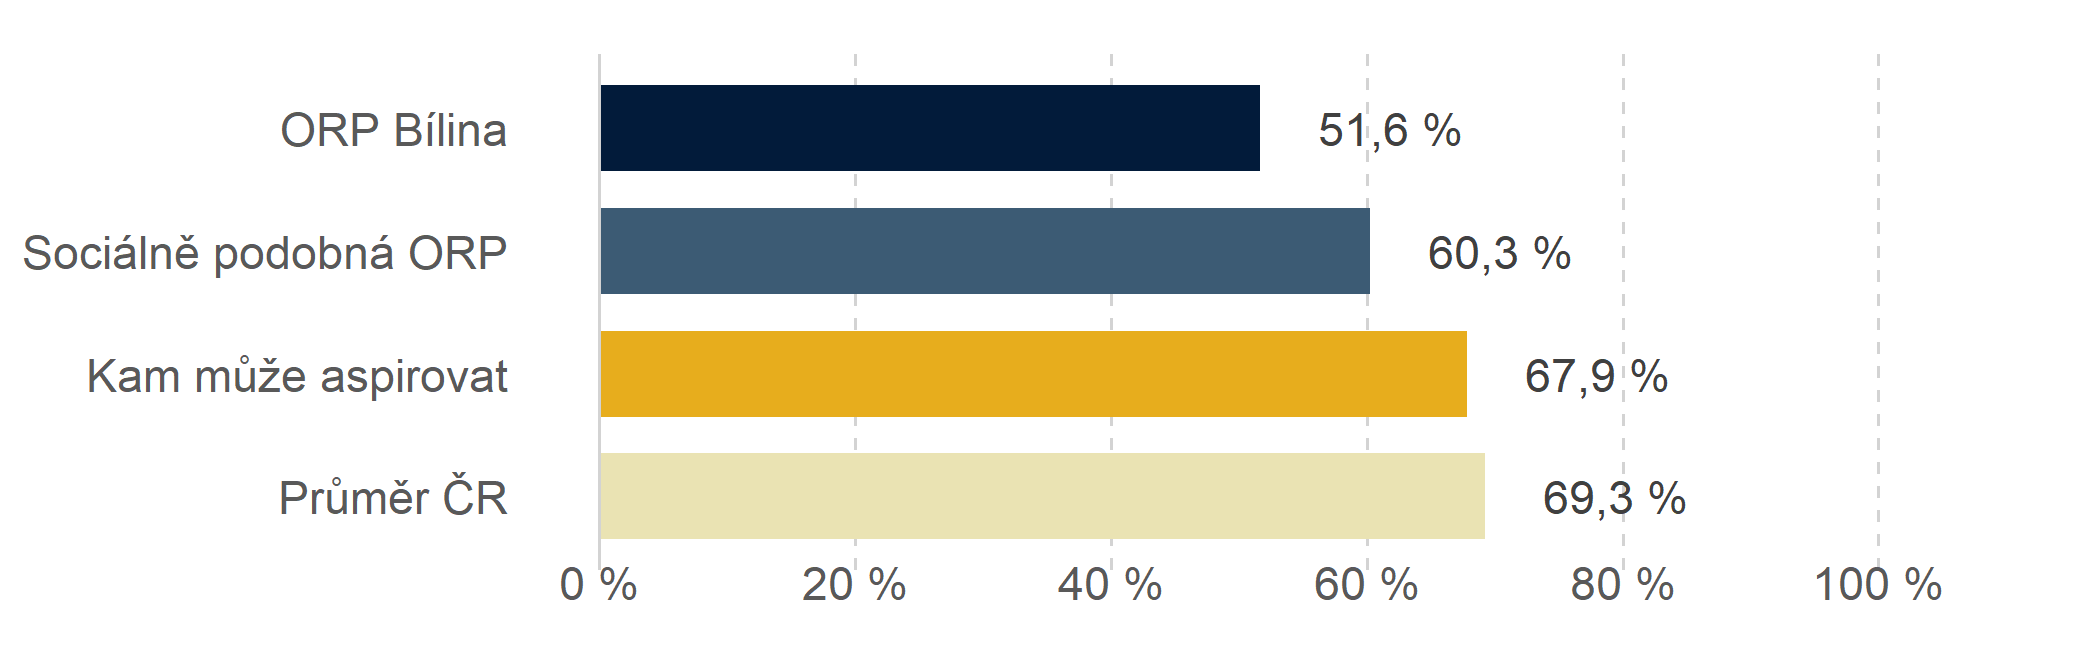 ORP Bílina
51,6 %
Sociálně podobná ORP
60,3 %
Kam může aspirovat
67,9 %
Průměr ČR
69,3 %
0 %
20 %
40 %
60 %
80 %
100 %